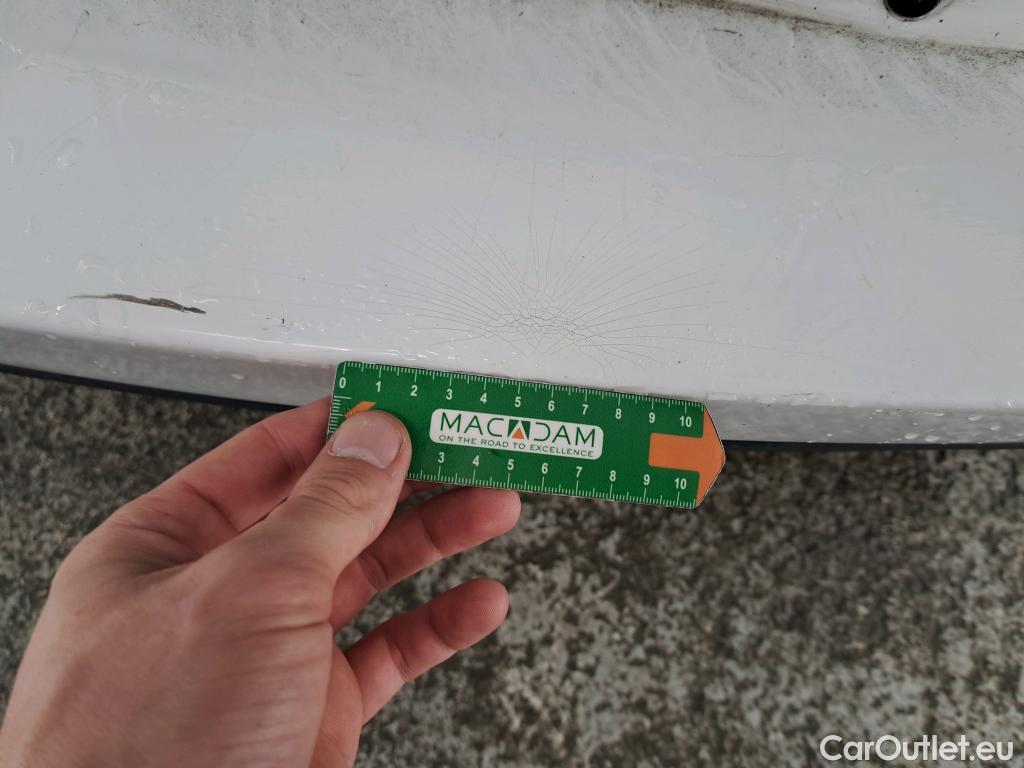 0 1 2 3 4 5 6 7 8 9 10
MACADAM
ON THE ROAD TO EXCELLENCE
3 4 5 6 7 8 9 10
CarOutlet.eu